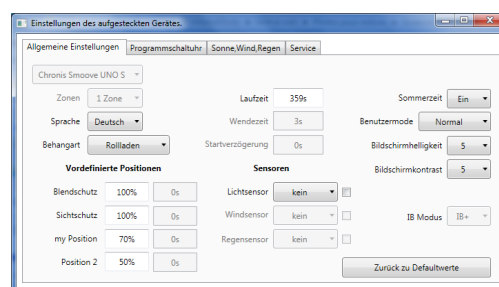 Einstellungen des aufgesteckten Gerätes.
Allgemeine Einstellungen Programmschaltuhr Sonne,Wind,Regen Service
Chronis Smoove UNO S
Zonen 1 Zone Laufzeit 359s Sommerzeit Ein
Sprache Deutsch Wendezeit 3s Benutzermode Normal
Behangart Rollladen Startverzögerung 0s Bildschirmhelligkeit 5
Vordefinierte Positionen Sensoren Bildschirmkontrast 5
Blendschutz 100% 0s Lichtsensor kein
Sichtschutz 100% 0s Windsensor kein IB Modus IB+
my Position 70% 0s Regensensor kein
Position 2 50% 0s Zurück zu Defaultwerte